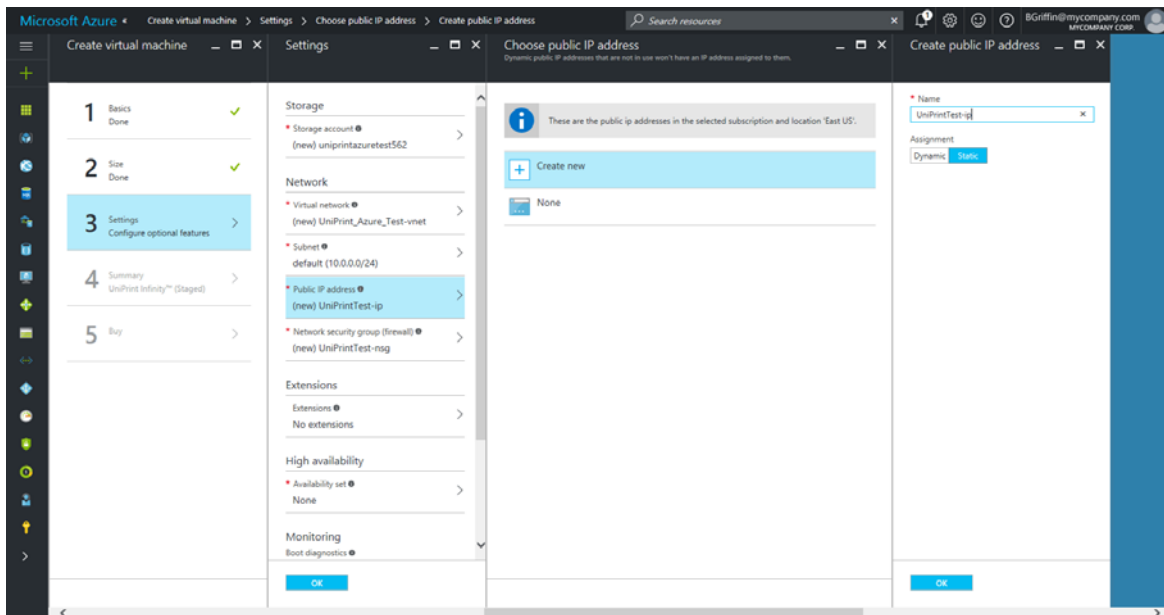 Microsoft Azure Create virtual machine > Settings > Choose public IP address > Create public IP address
Search resources
1
BGriffin@mycompany.com
MYCOMPANY CORP.
Create virtual machine
1
Basics
Done
2
Size
Done
3
Settings
Configure optional features
4
Summary
UniPrint Infinity™ (Staged)
5
Buy
Settings
Storage
* Storage account
(new) uniprintazuretest562
Network
* Virtual network
(new) UniPrint_Azure_Test-vnet
* Subnet
default (10.0.0.0/24)
* Public IP address
(new) UniPrintTest-ip
* Network security group (firewall)
(new) UniPrintTest-nsg
Extensions
Extensions
No extensions
High availability
* Availability set
None
Monitoring
Boot diagnostics
OK
Choose public IP address
Dynamic public IP addresses that are not in use won't have an IP address assigned to them.
These are the public ip addresses in the selected subscription and location 'East US'.
Create new
None
Create public IP address
* Name
UniPrintTest-ip
Assignment
Dynamic Static
OK